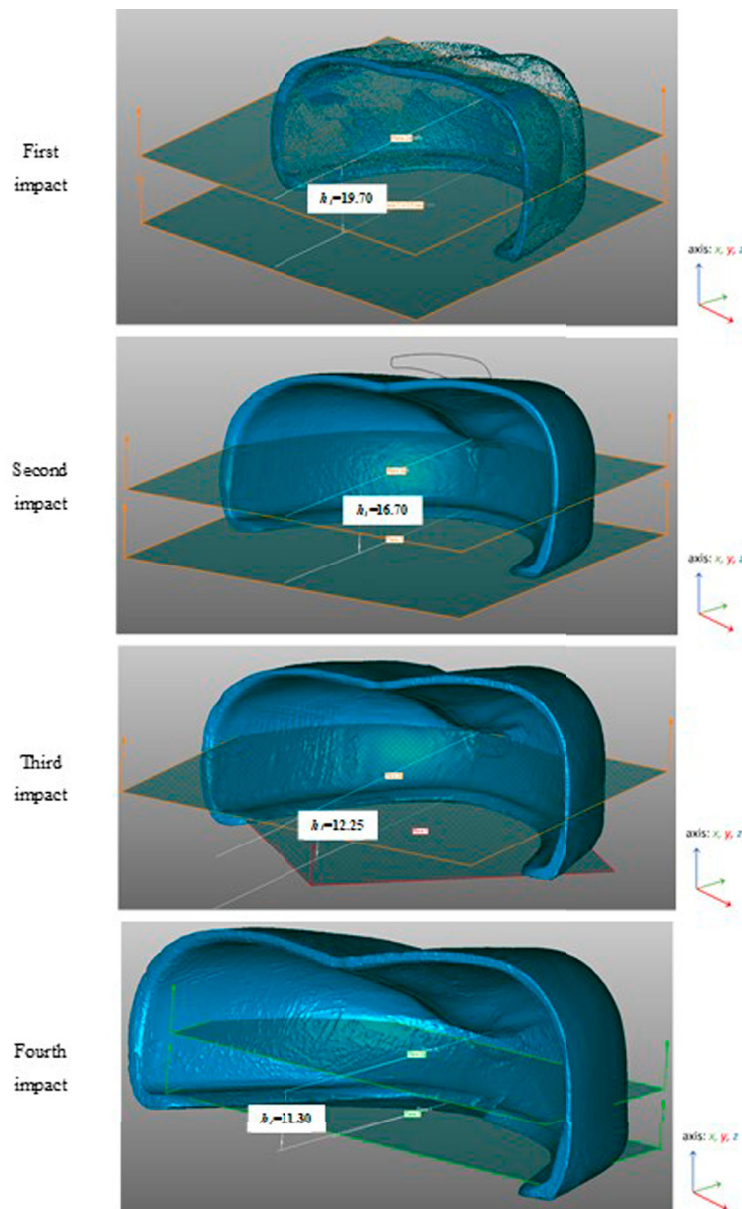 First
impact
h₁=19.70
axis: x, y, z
Second
impact
h₁=16.70
axis: x, y, z
Third
impact
h₁=12.25
axis: x, y, z
Fourth
impact
h₁=11.30
axis: x, y, z